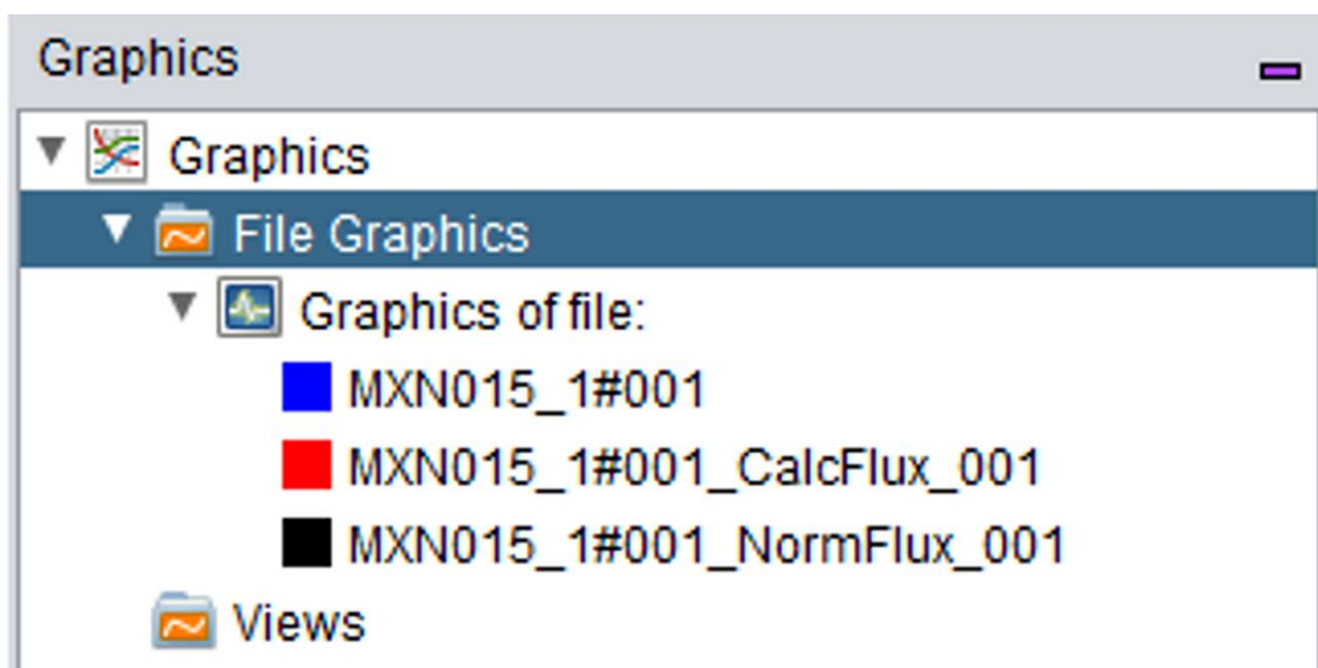 Graphics
Graphics
File Graphics
Graphics of file:
MXN015_1#001
MXN015_1#001_CalcFlux_001
MXN015_1#001_NormFlux_001
Views